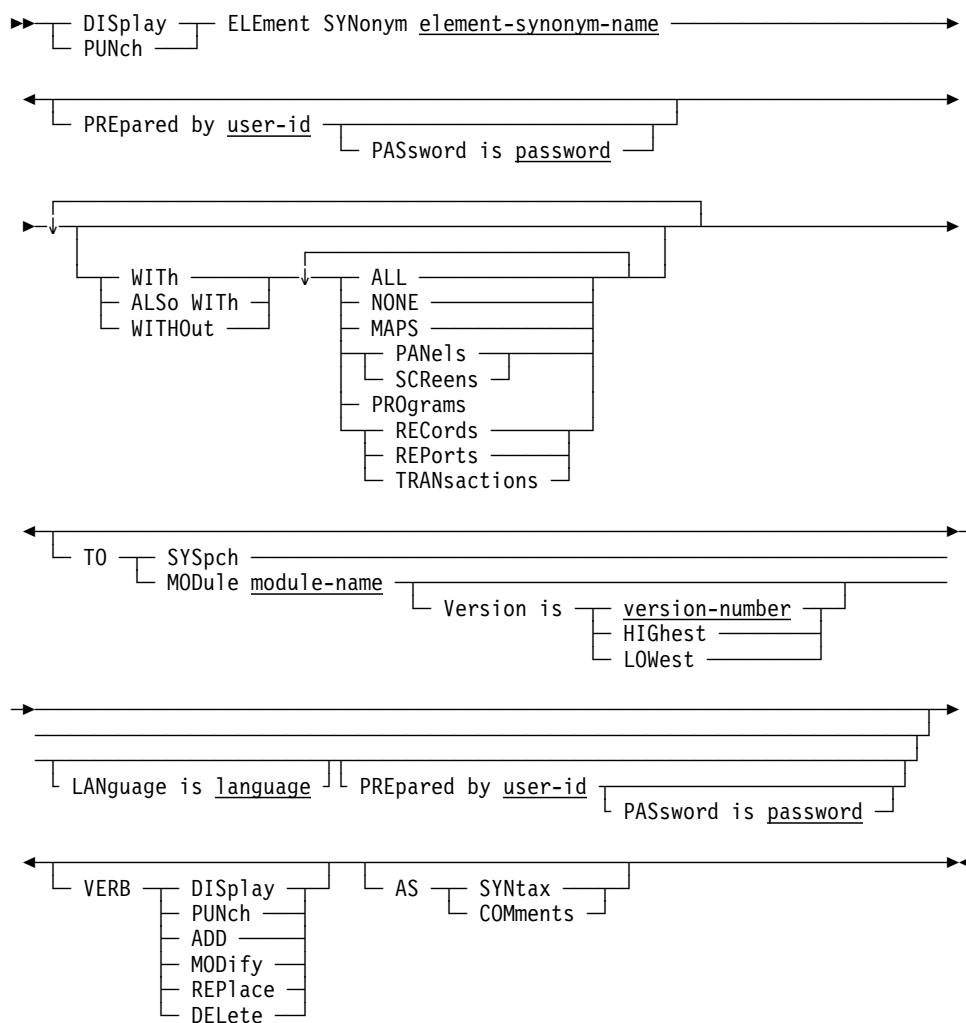 DISplay ELEment SYNonym element-synonym-name
PUNch
PREpared by user-id
PASsword is password
WITh ALL
ALSo WITh NONE
WITHOut MAPS
PANels
SCReens
PROgrams
RECords
REPorts
TRANsactions
TO SYSpch
MODule module-name
Version is version-number
HIGhest
LOWest
LANguage is language PREpared by user-id
PASsword is password
VERB DISplay AS SYNtax
PUNch COMments
ADD
MODify
REPlace
DELete